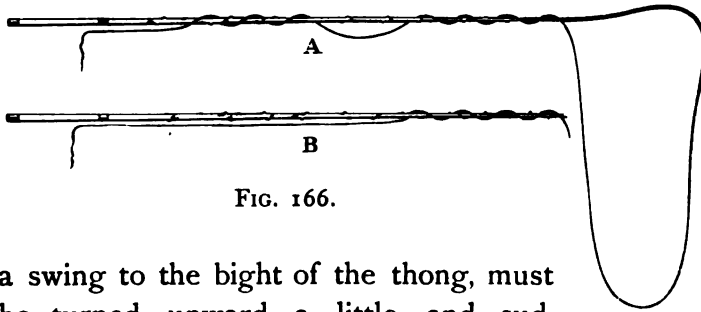 A
B
FIG. 166.
a swing to the bight of the thong, must
be turned upward a little and sud-